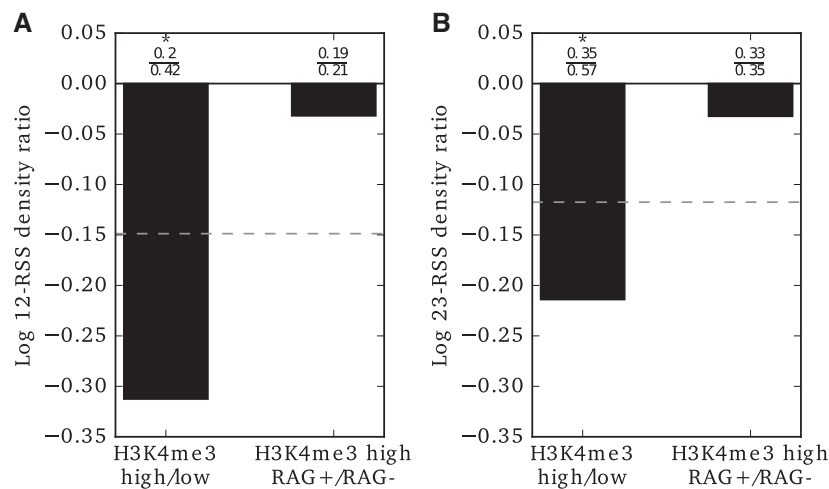 A
Log 12-RSS density ratio
0.05
0.00
−0.05
−0.10
−0.15
−0.20
−0.25
−0.30
−0.35
*
0.2
0.42
0.19
0.21
H3K4me3
high/low
H3K4me3 high
RAG+/RAG-
B
Log 23-RSS density ratio
0.05
0.00
−0.05
−0.10
−0.15
−0.20
−0.25
−0.30
−0.35
*
0.35
0.57
0.33
0.35
H3K4me3
high/low
H3K4me3 high
RAG+/RAG-